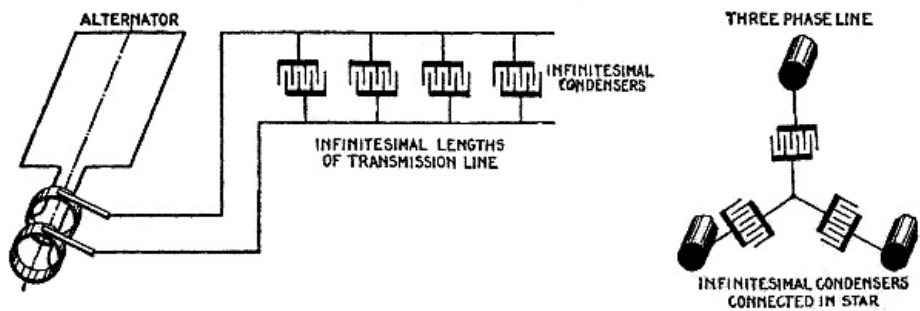 ALTERNATOR
INFINITESIMAL
CONDENSERS
INFINITESIMAL LENGTHS
OF TRANSMISSION LINE
THREE PHASE LINE
INFINITESIMAL CONDENSERS
CONNECTED IN STAR